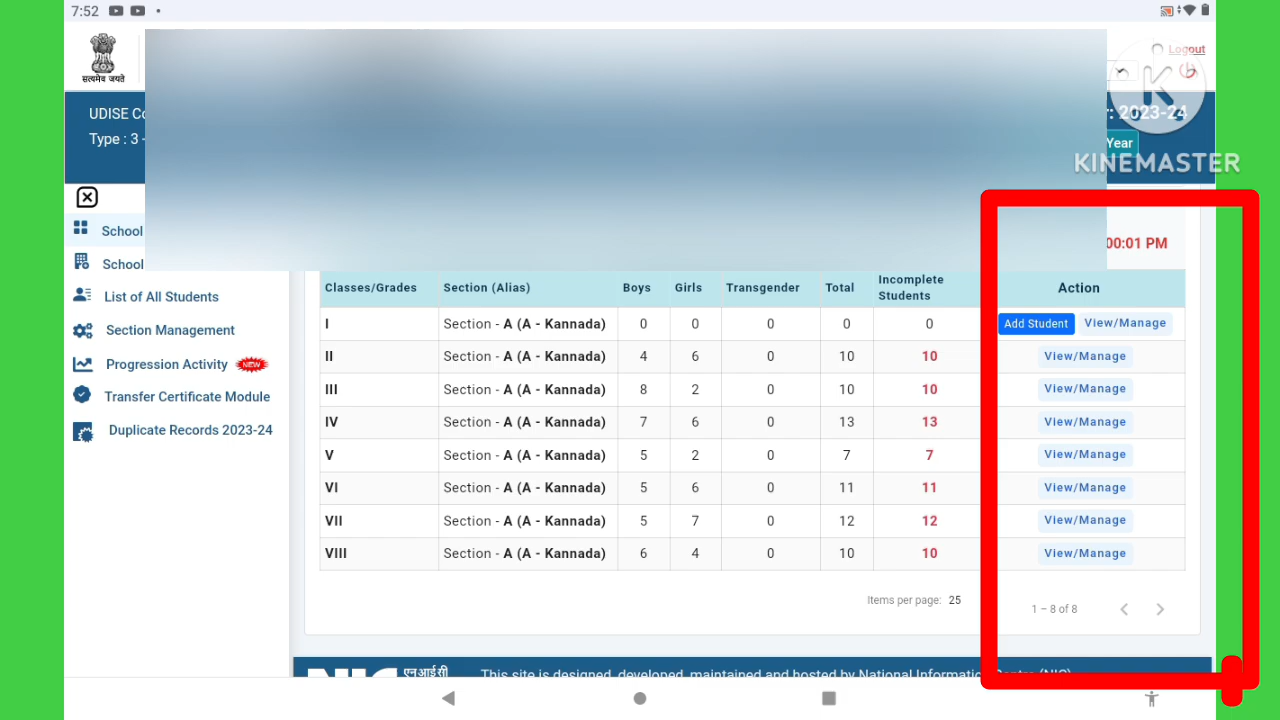 7:52
सत्यमेव जयते
Logout
K
UDISE Co
r: 2023-24
Type : 3 -
Year
KINEMASTER
School
00:01 PM
School
List of All Students
Section Management
Progression Activity NEW
Transfer Certificate Module
Duplicate Records 2023-24
Classes/Grades Section (Alias) Boys Girls Transgender Total Incomplete Students Action
I Section - A (A - Kannada) 0 0 0 0 0 Add Student View/Manage
II Section - A (A - Kannada) 4 6 0 10 10 View/Manage
III Section - A (A - Kannada) 8 2 0 10 10 View/Manage
IV Section - A (A - Kannada) 7 6 0 13 13 View/Manage
V Section - A (A - Kannada) 5 2 0 7 7 View/Manage
VI Section - A (A - Kannada) 5 6 0 11 11 View/Manage
VII Section - A (A - Kannada) 5 7 0 12 12 View/Manage
VIII Section - A (A - Kannada) 6 4 0 10 10 View/Manage
Items per page: 25 1 – 8 of 8
NIC एन आई सी This site is designed, developed, maintained and hosted by National Informatics Centre (NIC)